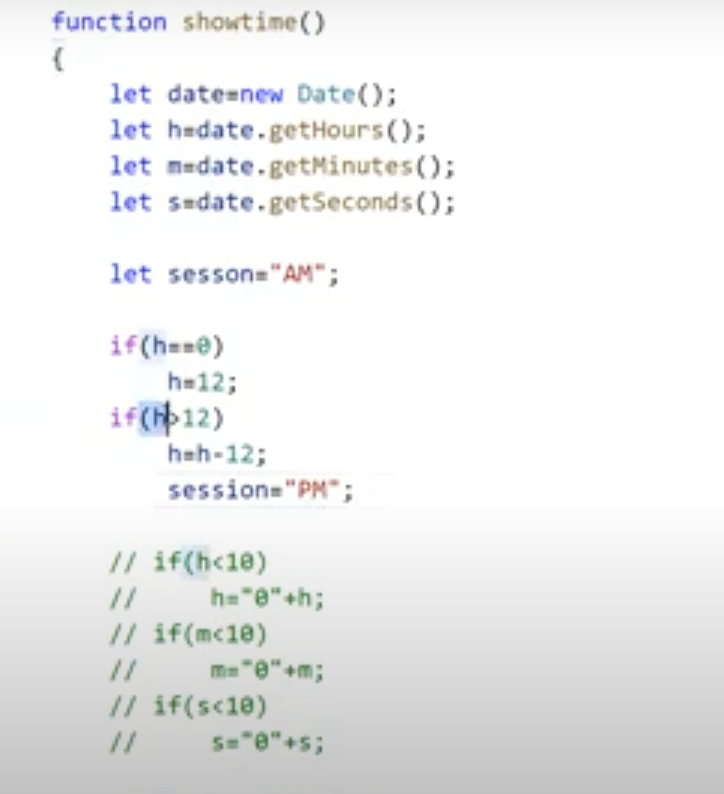 function showtime()
{
let date=new Date();
let h=date.getHours();
let m=date.getMinutes();
let s=date.getSeconds();
let sesson="AM";
if(h==0)
h=12;
if(h>12)
h=h-12;
session="PM";
// if(h<10)
// h="0"+h;
// if(m<10)
// m="0"+m;
// if(s<10)
// s="0"+s;